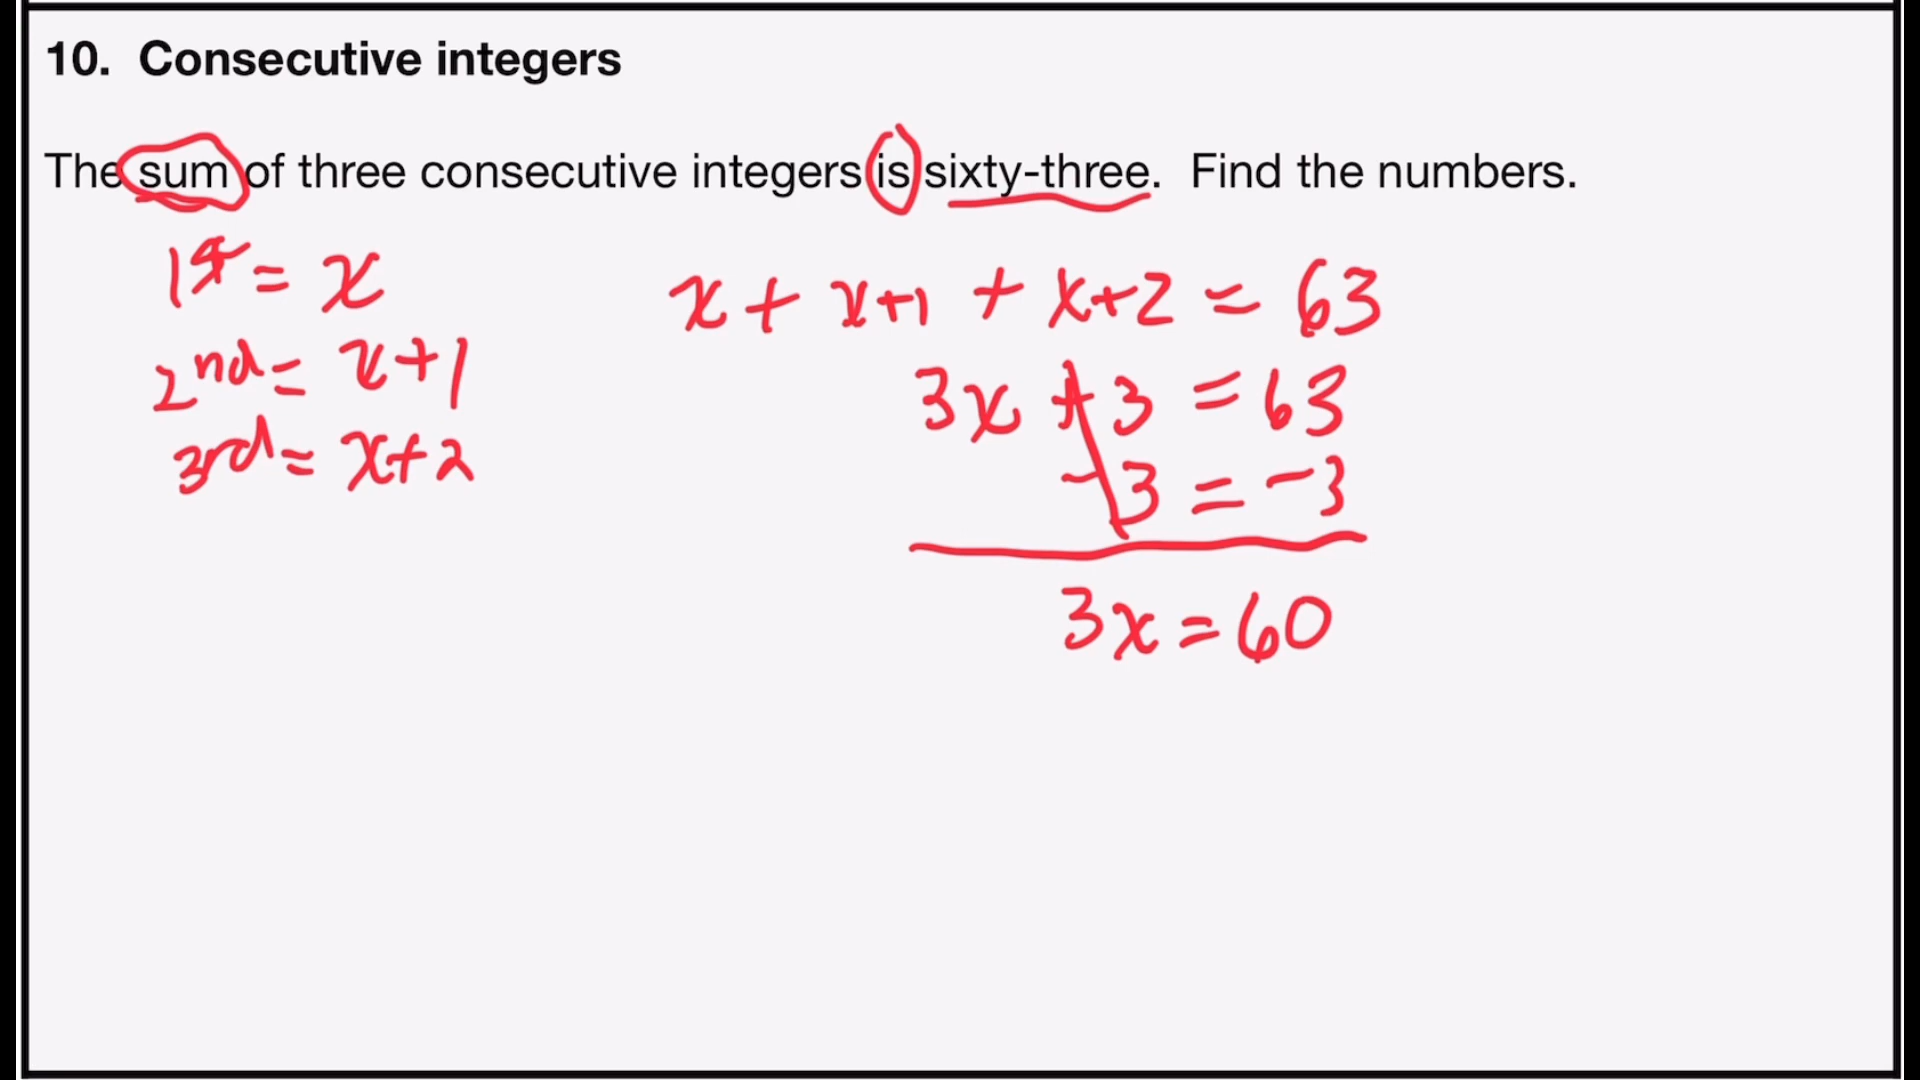 10. Consecutive integers
The sum of three consecutive integers is sixty-three. Find the numbers.
1st = x
2nd = x+1
3rd = x+2
x + x+1 + x+2 = 63
3x + 3 = 63
-3 = -3
3x = 60